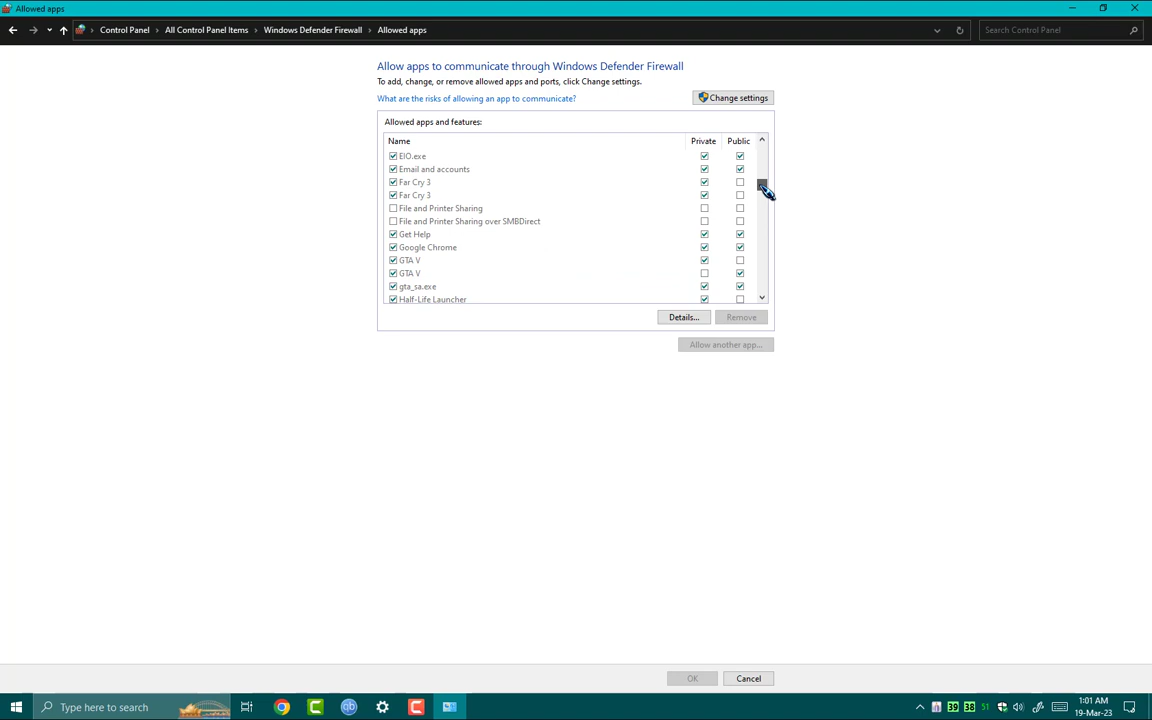 Allowed apps
Control Panel > All Control Panel Items > Windows Defender Firewall > Allowed apps
Search Control Panel
Allow apps to communicate through Windows Defender Firewall
To add, change, or remove allowed apps and ports, click Change settings.
What are the risks of allowing an app to communicate?
Change settings
Allowed apps and features:
Name Private Public
EIO.exe
Email and accounts
Far Cry 3
Far Cry 3
File and Printer Sharing
File and Printer Sharing over SMBDirect
Get Help
Google Chrome
GTA V
GTA V
gta_sa.exe
Half-Life Launcher
Details... Remove
Allow another app...
OK Cancel
Type here to search
qb
39 38 51
1:01 AM
19-Mar-23